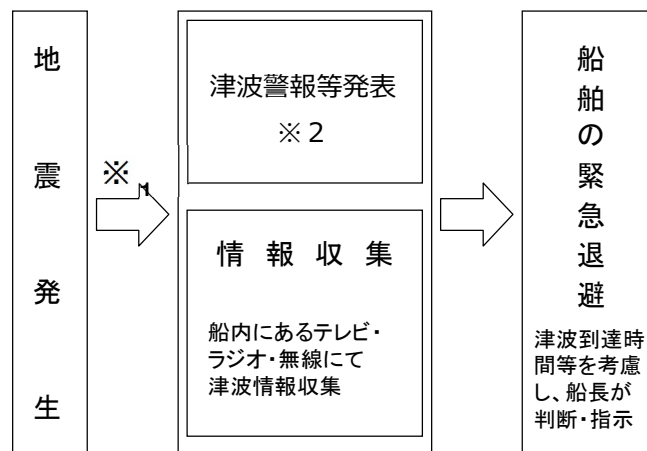 地震発生
※1
津波警報等発表
※２
情報収集
船内にあるテレビ・
ラジオ・無線にて
津波情報収集
船舶の緊急退避
津波到達時
間等を考慮
し、船長が
判断・指示